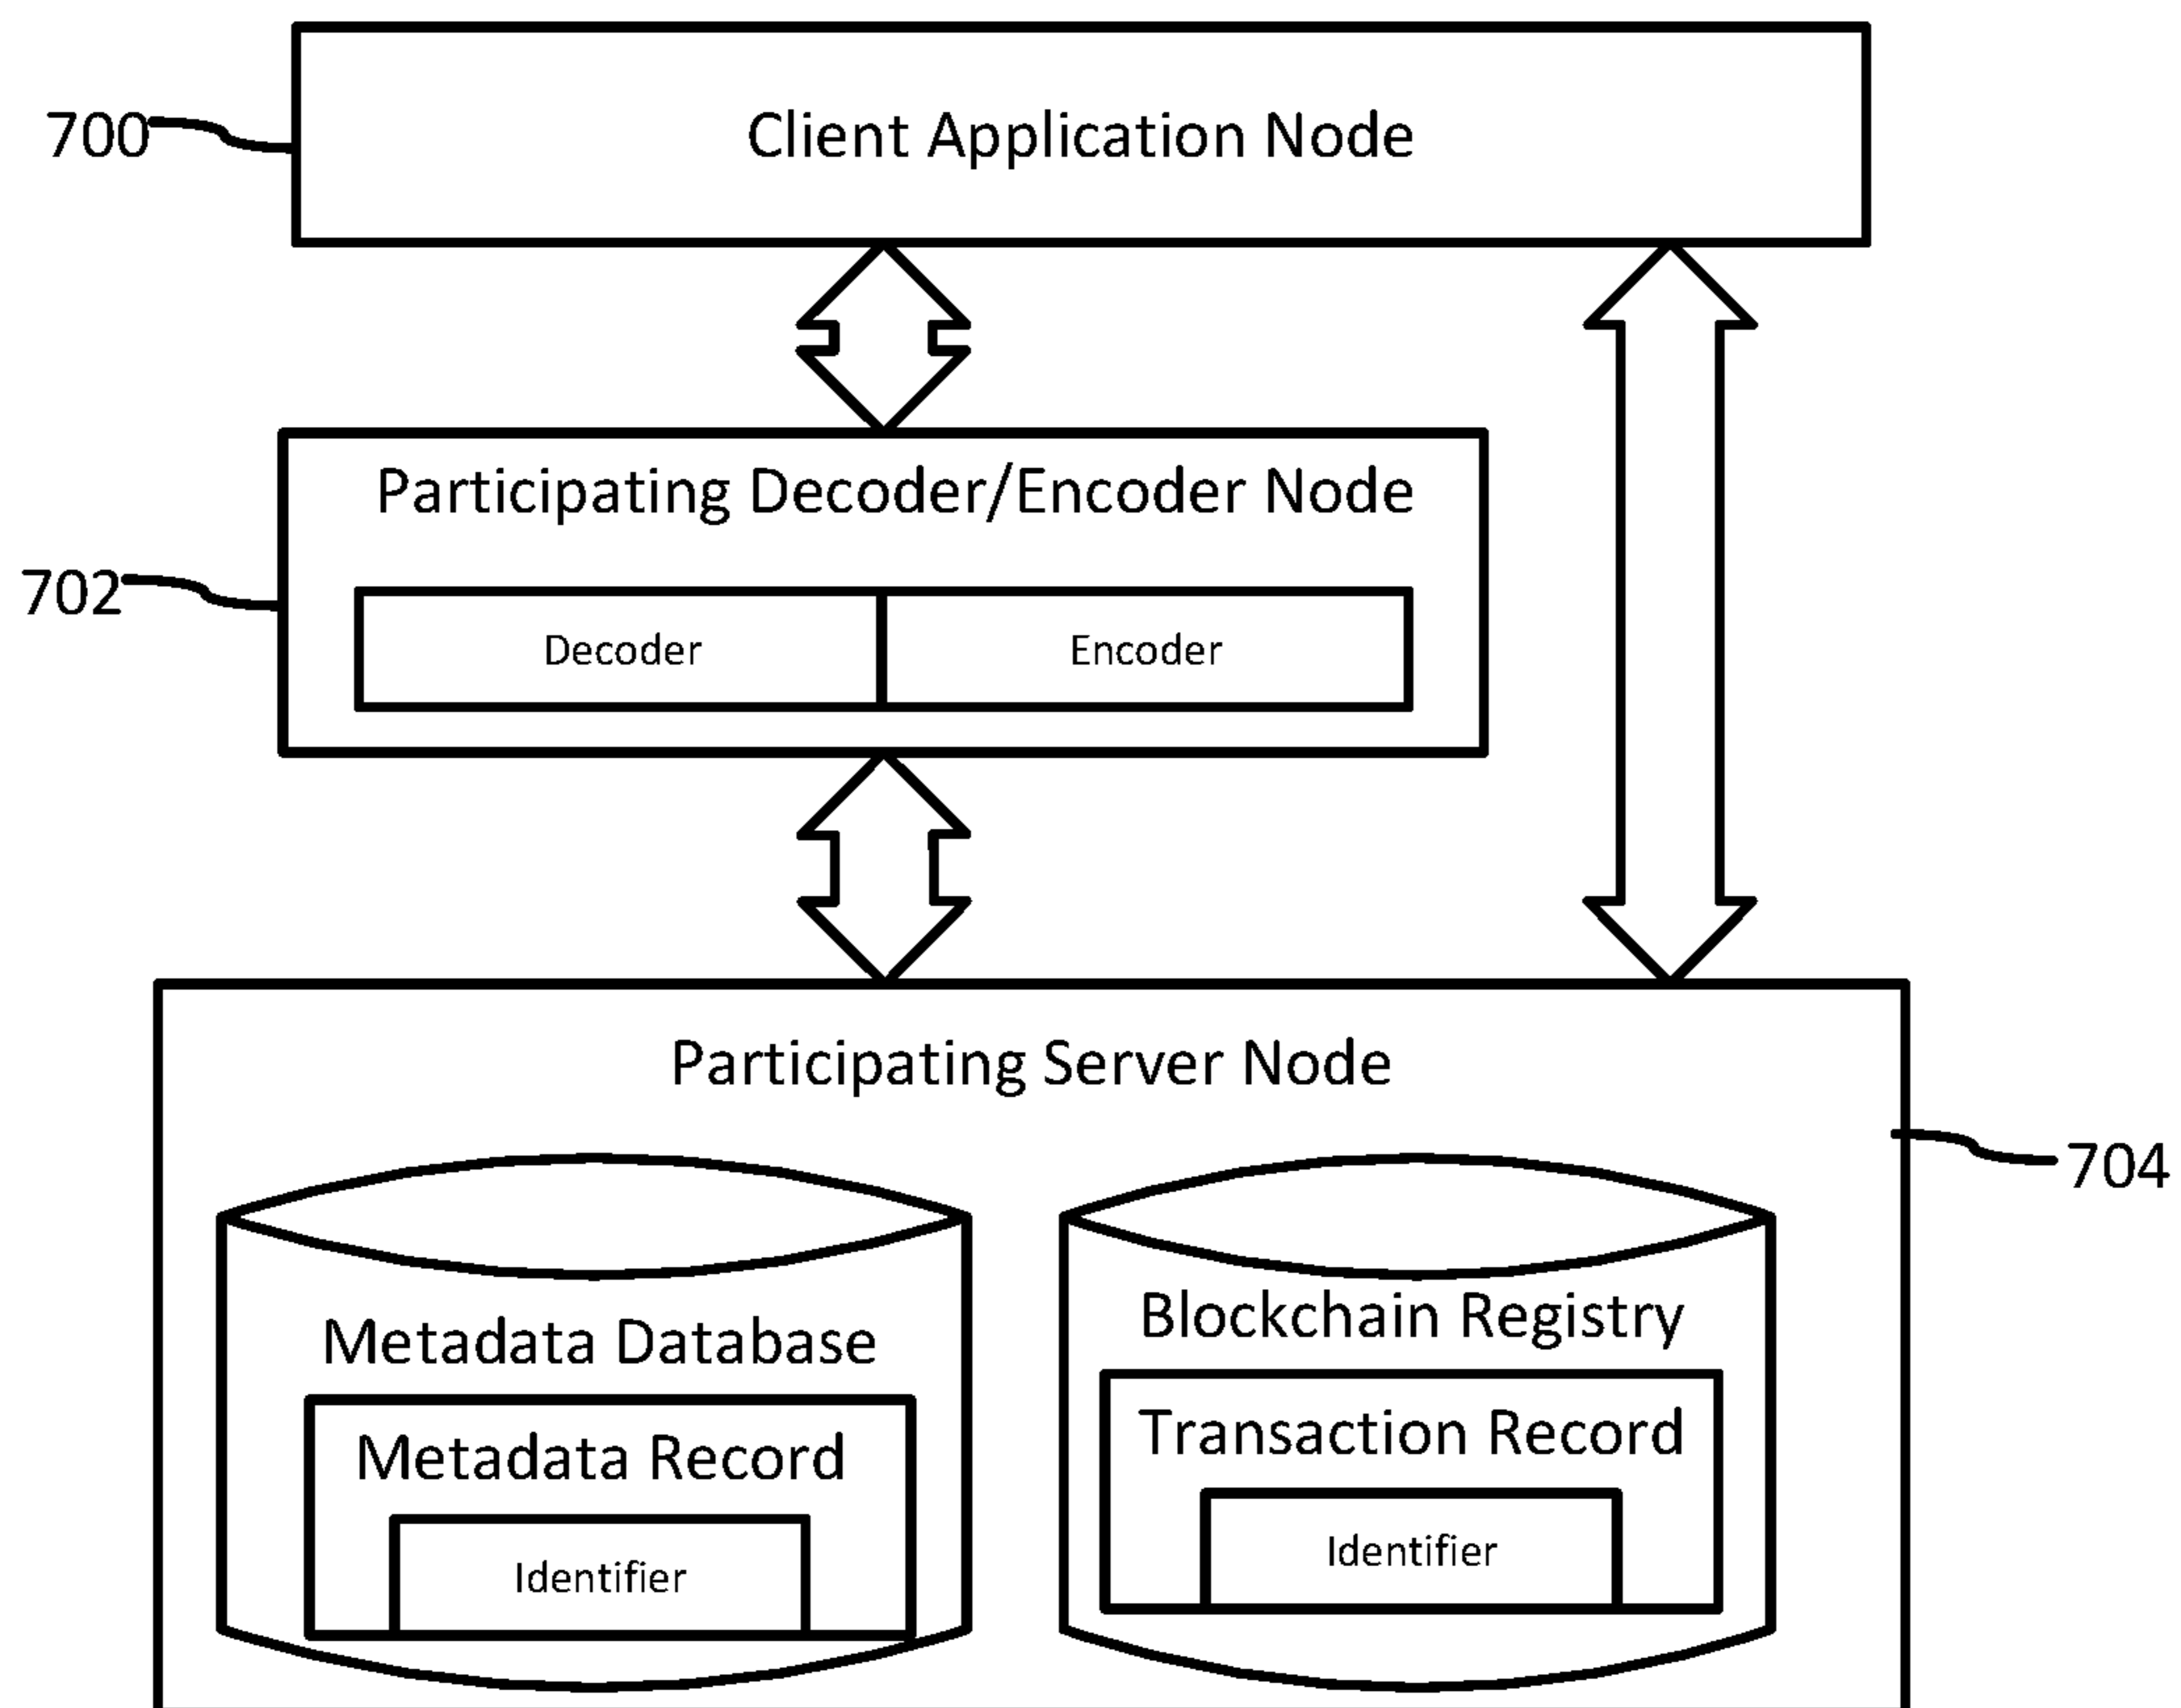 700
Client Application Node
Participating Decoder/Encoder Node
702
Decoder
Encoder
Participating Server Node
704
Metadata Database
Metadata Record
Identifier
Blockchain Registry
Transaction Record
Identifier